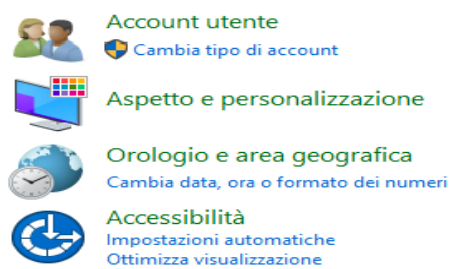 Account utente
Cambia tipo di account
Aspetto e personalizzazione
Orologio e area geografica
Cambia data, ora o formato dei numeri
Accessibilità
Impostazioni automatiche
Ottimizza visualizzazione